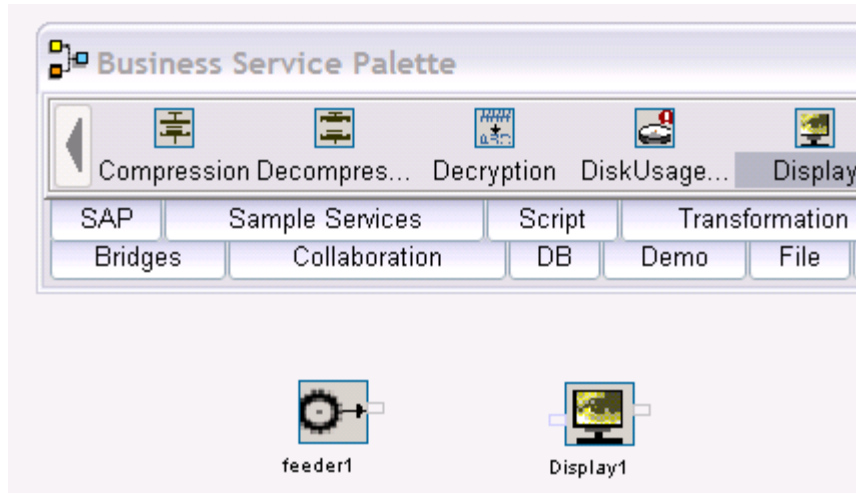 Business Service Palette
Compression Decompres... Decryption DiskUsage... Display
SAP Sample Services Script Transformation
Bridges Collaboration DB Demo File
feeder1 Display1